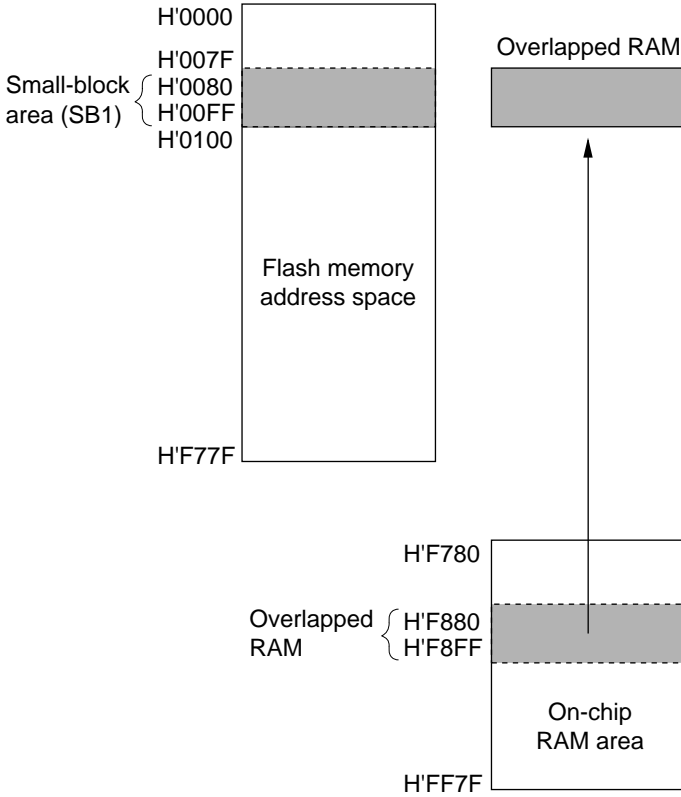 H'0000
H'007F
Small-block
area (SB1)
H'0080
H'00FF
H'0100
Overlapped RAM
Flash memory
address space
H'F77F
H'F780
Overlapped
RAM
H'F880
H'F8FF
On-chip
RAM area
H'FF7F